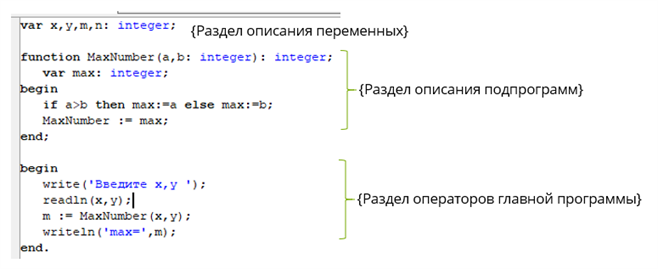 var x,y,m,n: integer; {Раздел описания переменных}
function MaxNumber(a,b: integer): integer;
var max: integer;
begin
if a>b then max:=a else max:=b;
MaxNumber := max;
end;
{Раздел описания подпрограмм}
begin
write('Введите x,y ');
readln(x,y);
m := MaxNumber(x,y);
writeln('max=',m);
end.
{Раздел операторов главной программы}